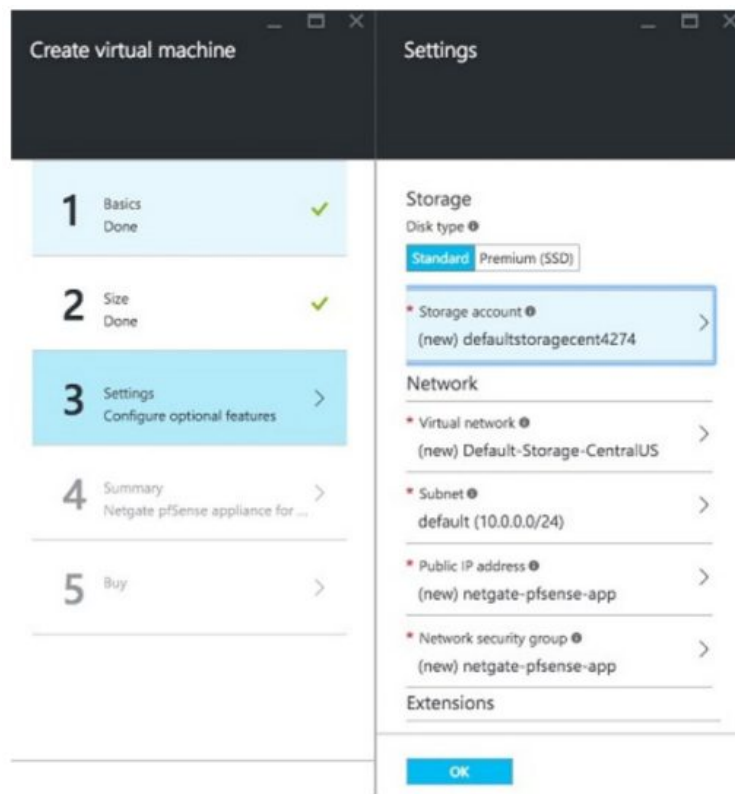 Create virtual machine
1
Basics
Done
2
Size
Done
3
Settings
Configure optional features
4
Summary
Netgate pfSense appliance for ...
5
Buy
Settings
Storage
Disk type
Standard Premium (SSD)
* Storage account
(new) defaultstoragecent4274
Network
* Virtual network
(new) Default-Storage-CentralUS
* Subnet
default (10.0.0.0/24)
* Public IP address
(new) netgate-pfsense-app
* Network security group
(new) netgate-pfsense-app
Extensions
OK